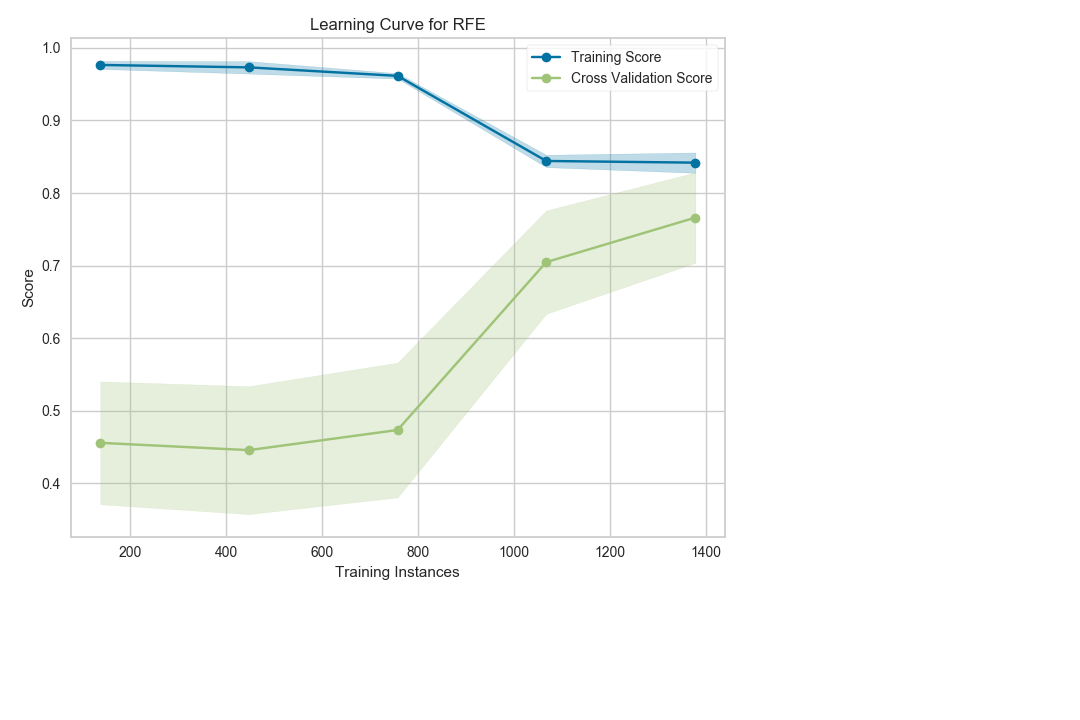 Learning Curve for RFE
Training Score
Cross Validation Score
1.0
0.9
0.8
0.7
0.6
0.5
0.4
Score
200 400 600 800 1000 1200 1400
Training Instances